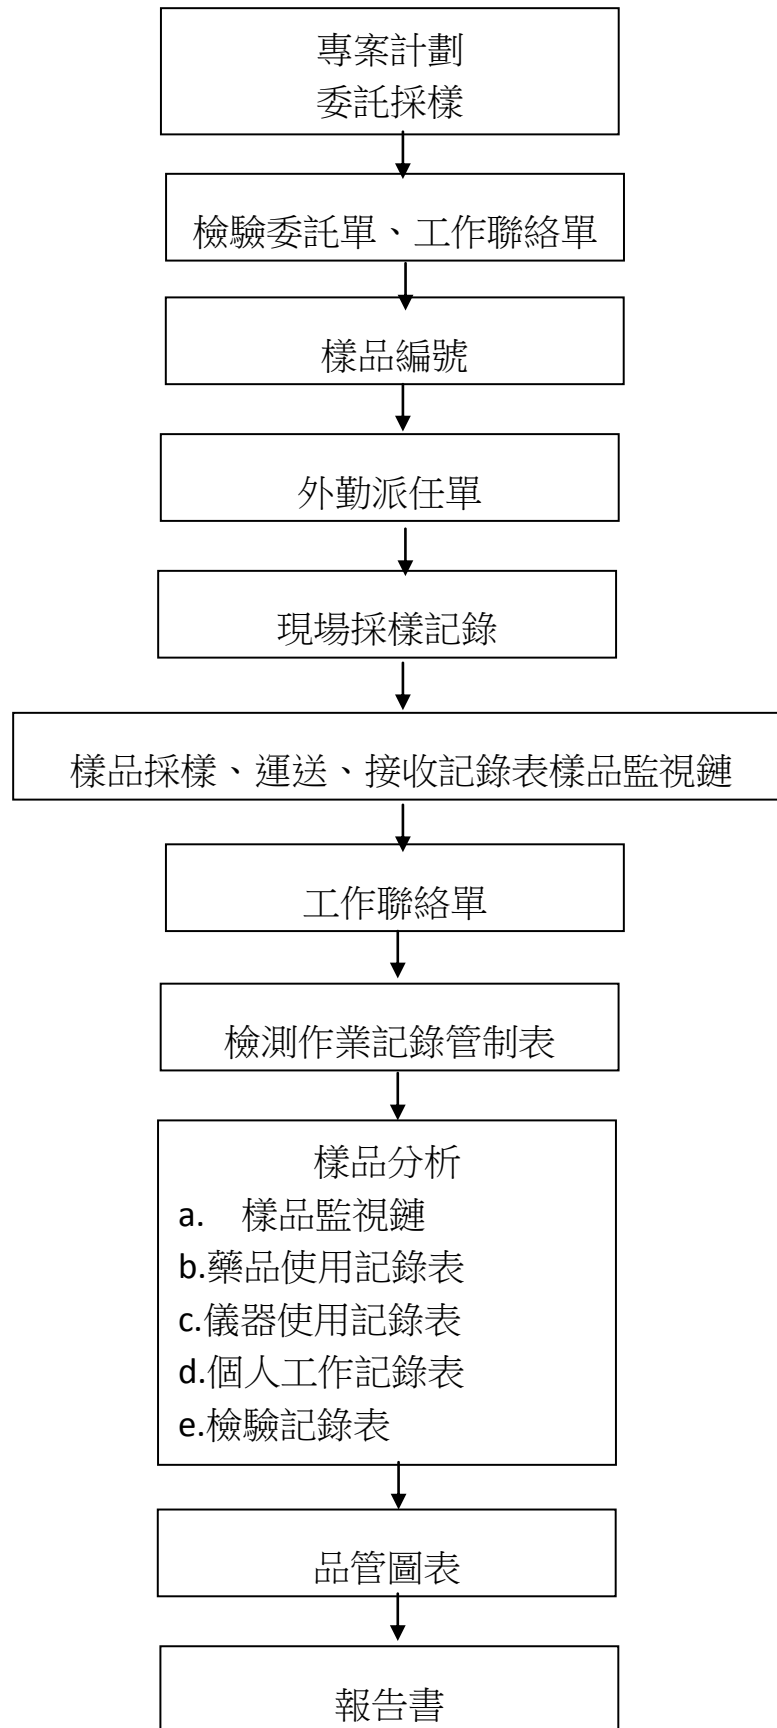 專案計劃
委託採樣
檢驗委託單、工作聯絡單
樣品編號
外勤派任單
現場採樣記錄
樣品採樣、運送、接收記錄表樣品監視鏈
工作聯絡單
檢測作業記錄管制表
樣品分析
a. 樣品監視鏈
b.藥品使用記錄表
c.儀器使用記錄表
d.個人工作記錄表
e.檢驗記錄表
品管圖表
報告書